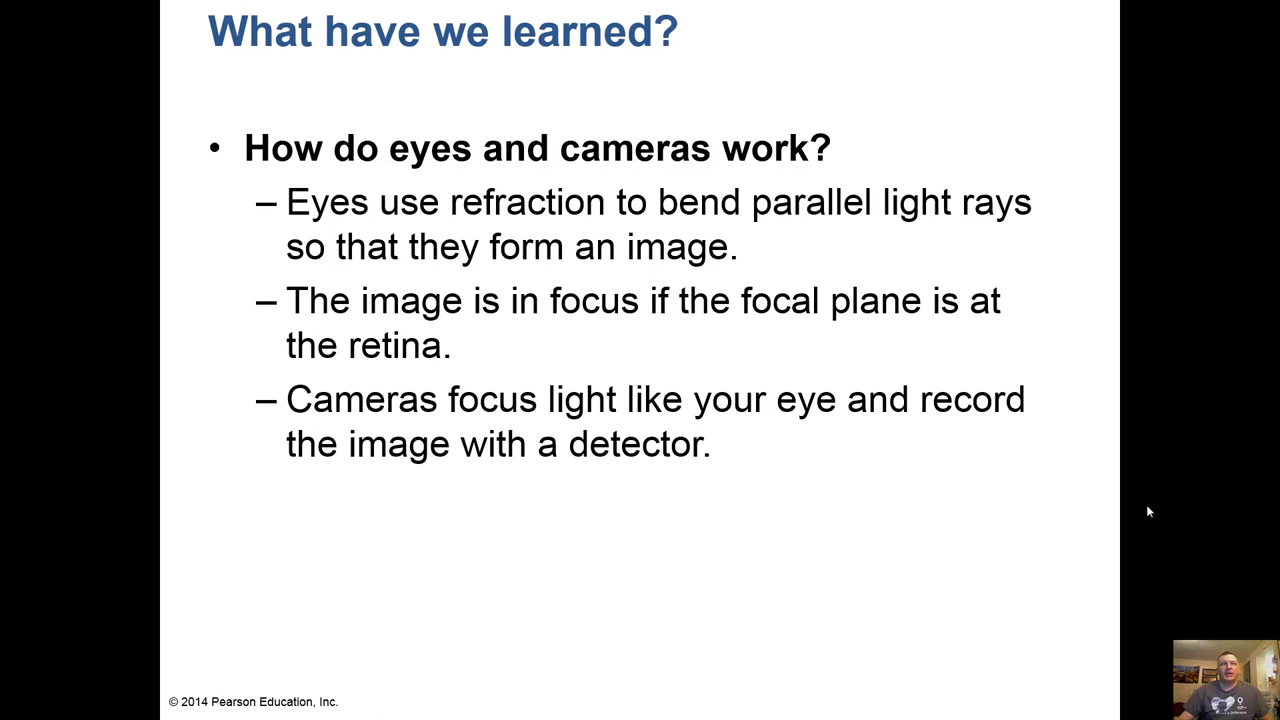 What have we learned?
• How do eyes and cameras work?
– Eyes use refraction to bend parallel light rays
so that they form an image.
– The image is in focus if the focal plane is at
the retina.
– Cameras focus light like your eye and record
the image with a detector.
© 2014 Pearson Education, Inc.